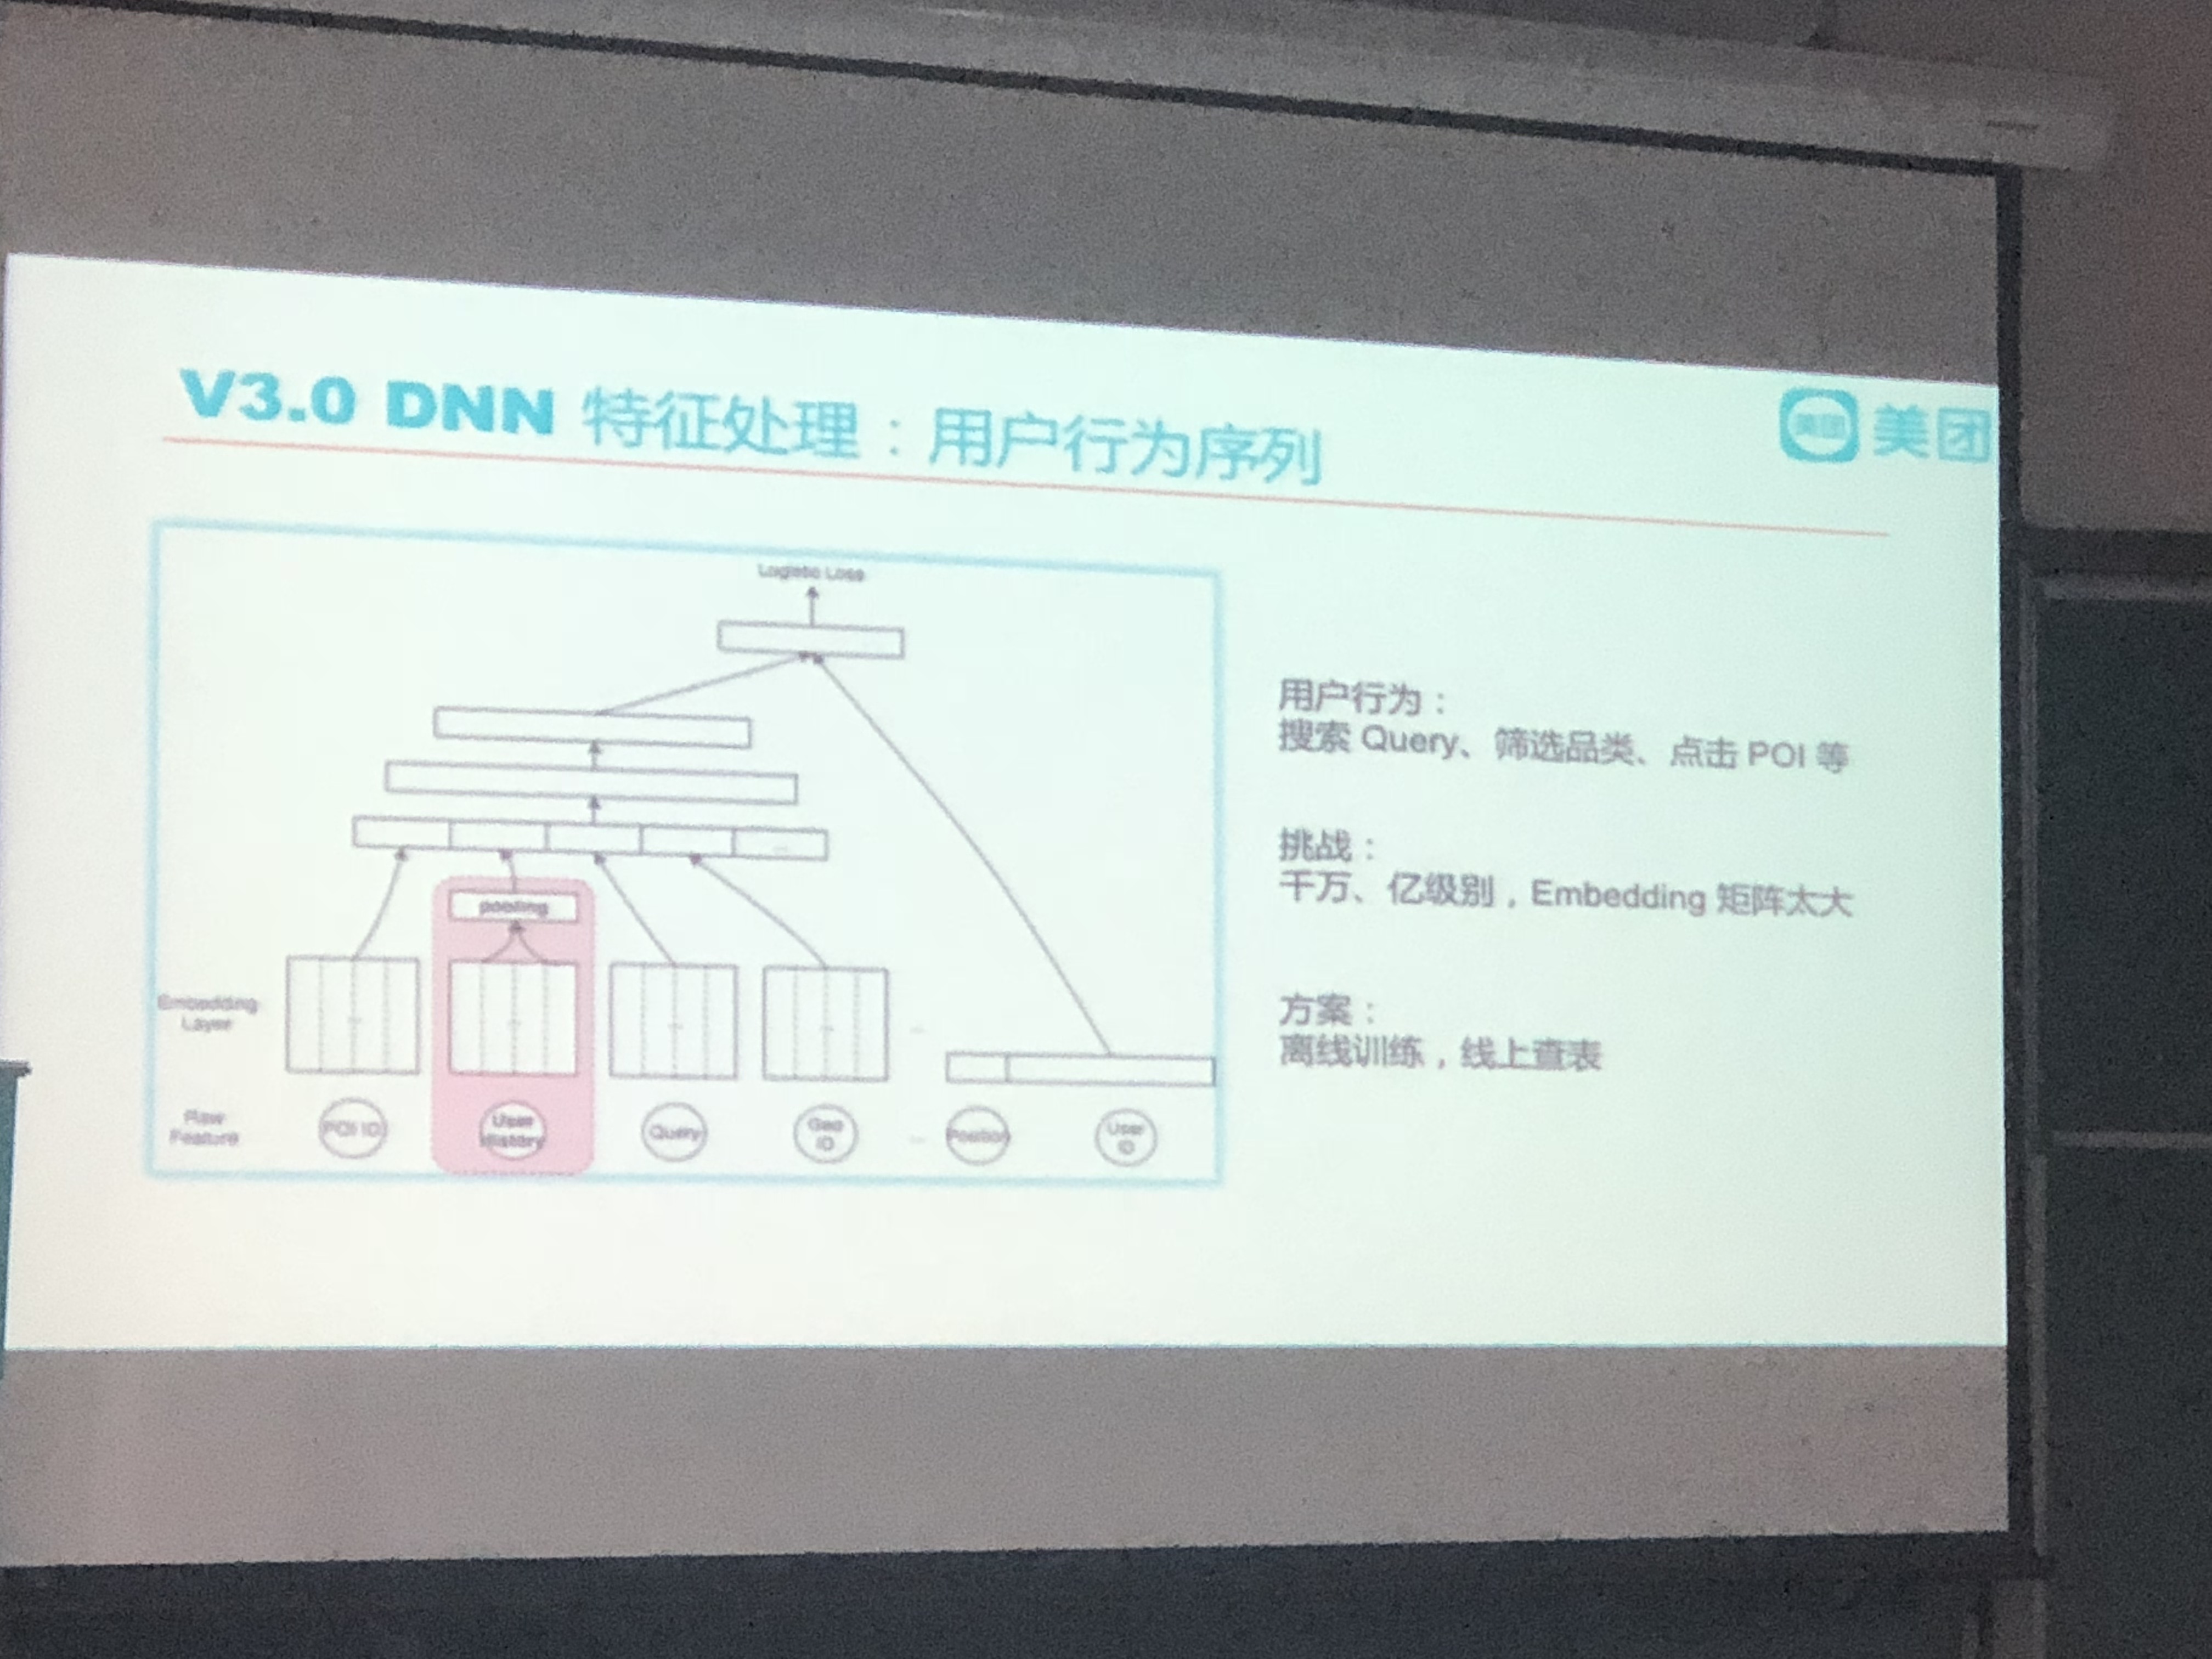 V3.0 DNN 特征处理：用户行为序列
美团 美团
Logistic Loss
用户行为：
搜索 Query、筛选品类、点击 POI 等
挑战：
千万、亿级别，Embedding 矩阵太大
pooling
Embedding
Layer
方案：
离线训练，线上查表
Raw
Feature
POI ID
User
History
Query
Geo
ID
Position
User
ID